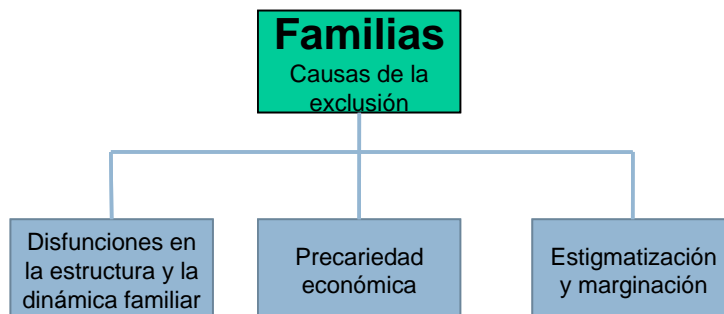 Familias
Causas de la
exclusión
Disfunciones en
la estructura y la
dinámica familiar
Precariedad
económica
Estigmatización
y marginación